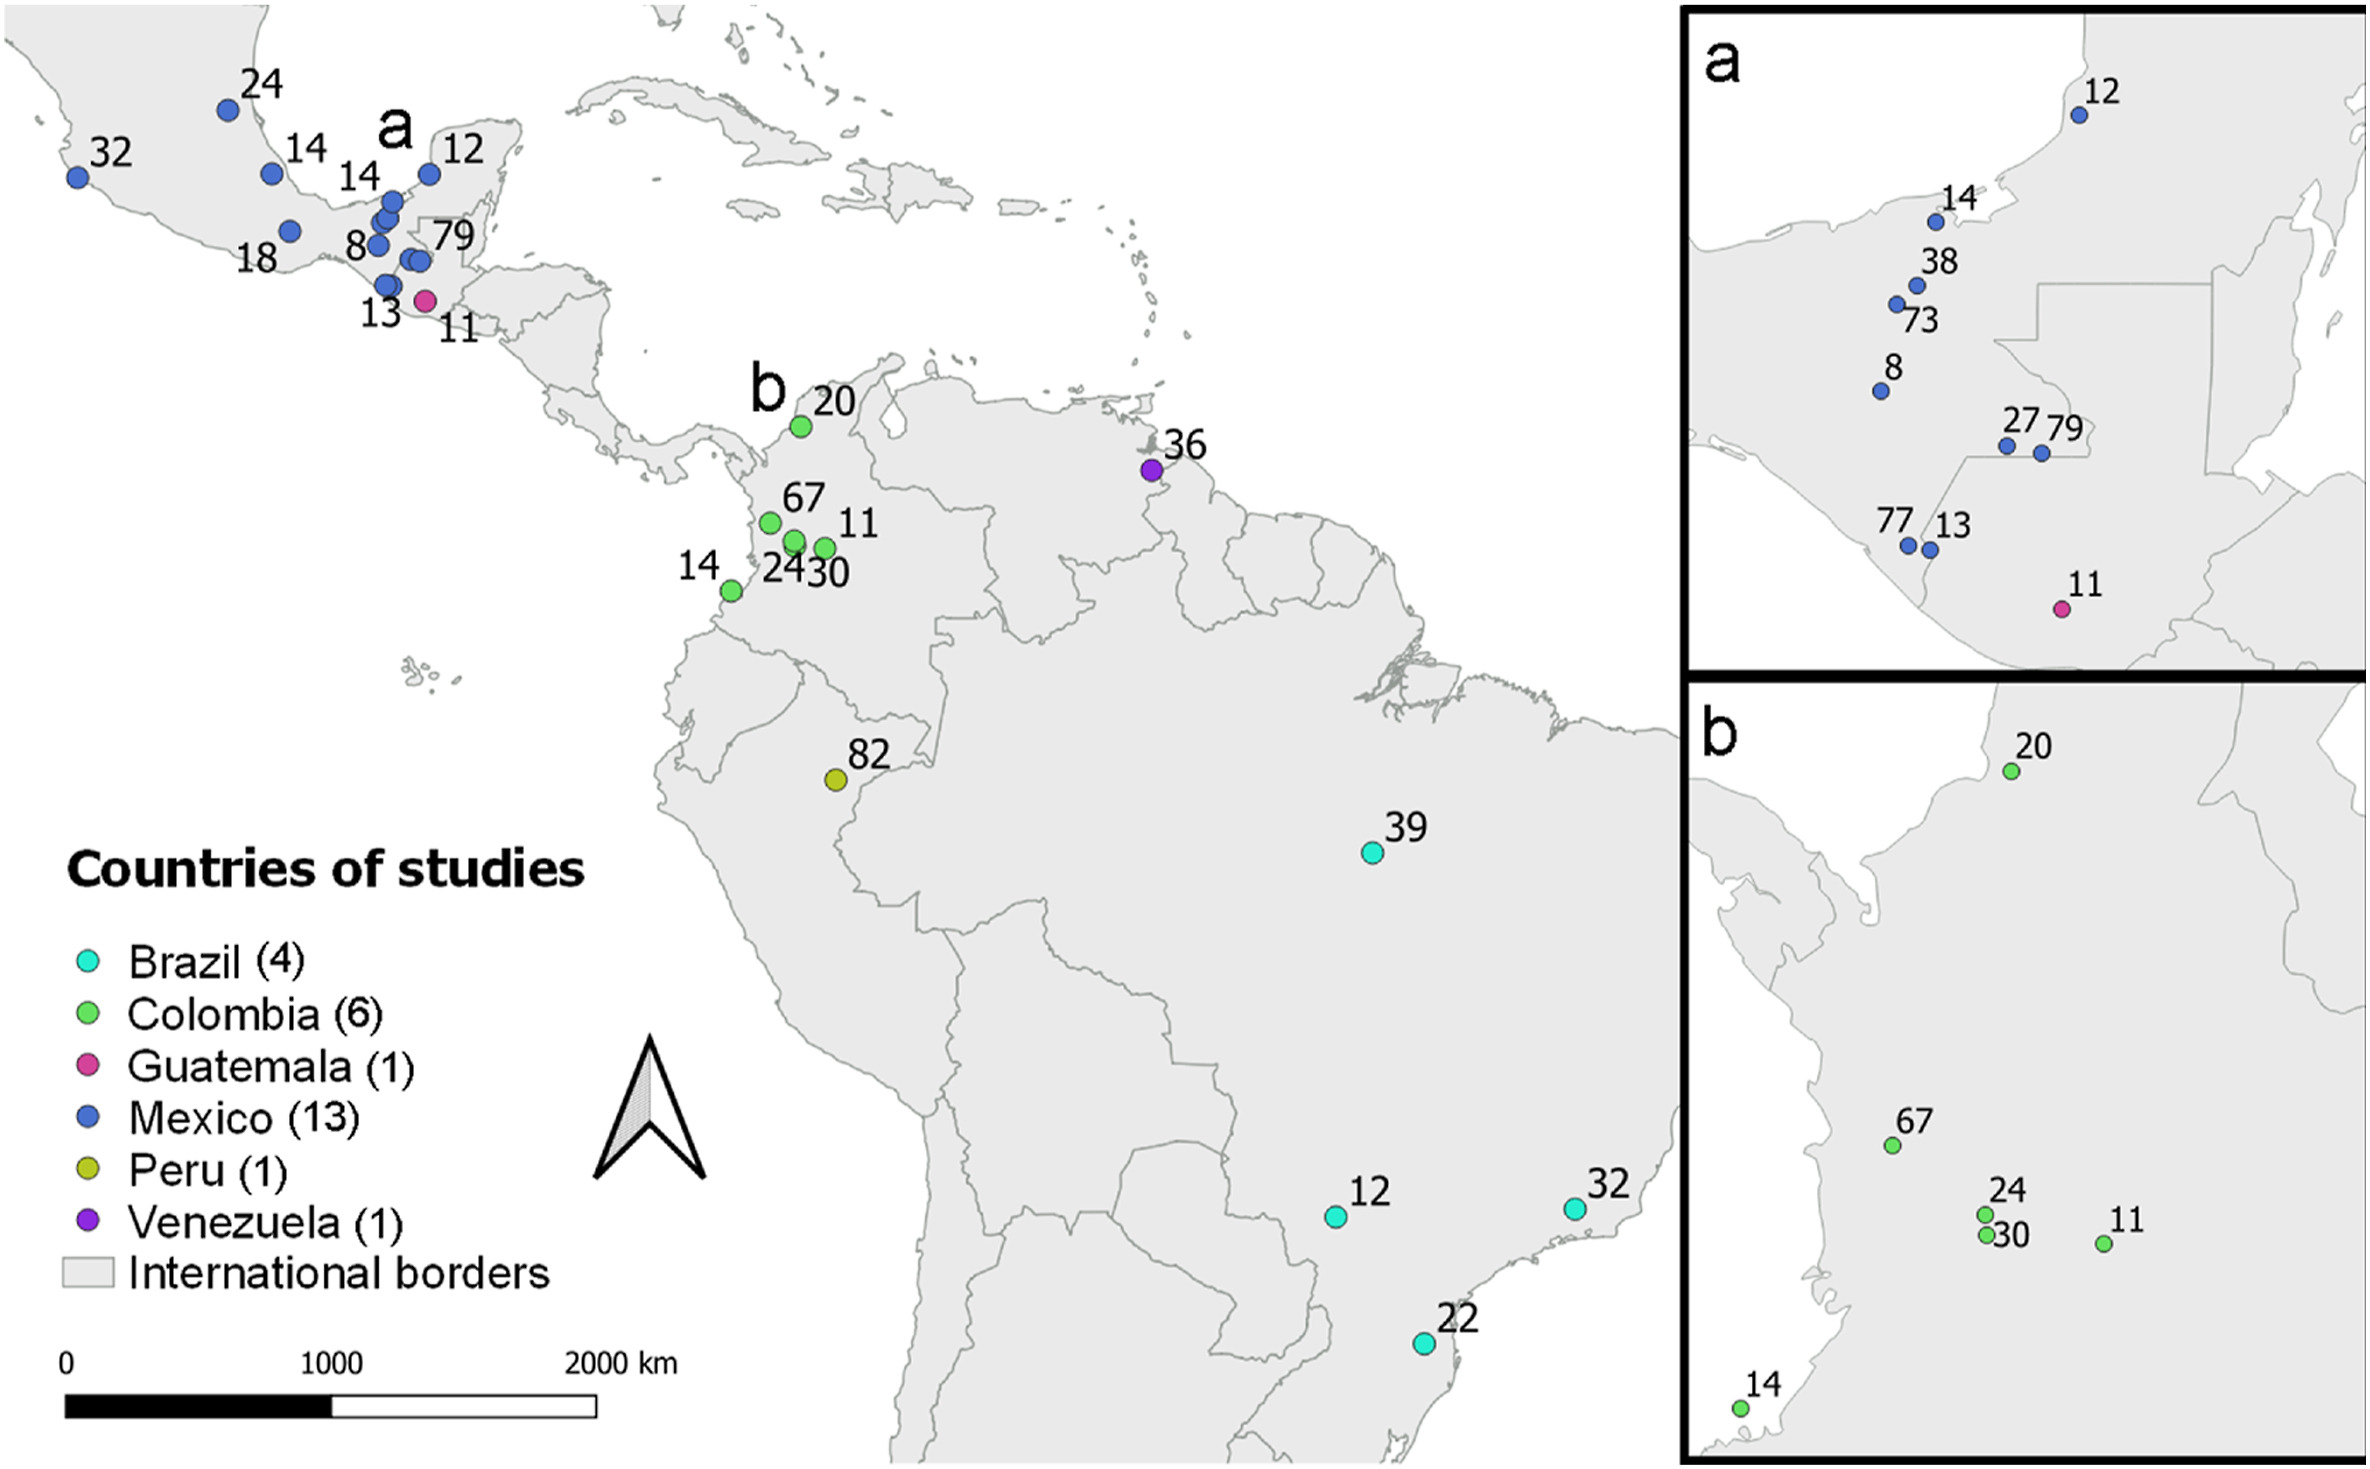 24
32
14
a
12
14
18
8
79
13
11
b
20
36
67
11
14
24
30
82
39
12
32
22
Countries of studies
Brazil (4)
Colombia (6)
Guatemala (1)
Mexico (13)
Peru (1)
Venezuela (1)
International borders
0 1000 2000 km
a
12
14
38
73
8
27 79
77 13
11
b
20
67
24
30
11
14